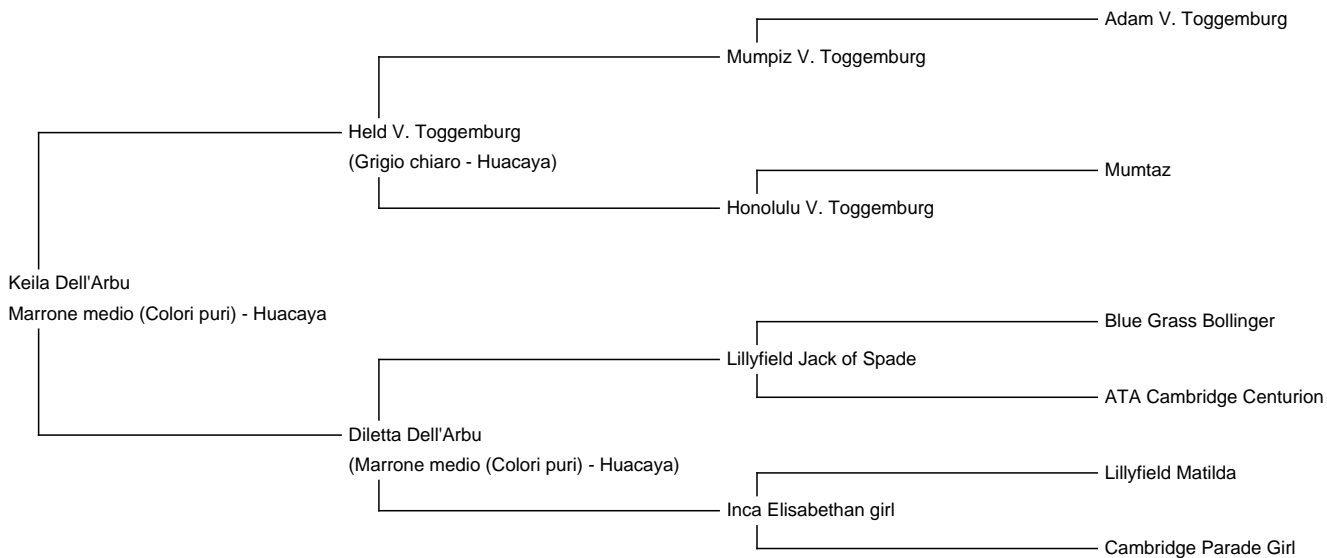 Adam V. Toggemburg
Mumpiz V. Toggemburg
Held V. Toggemburg
(Grigio chiaro - Huacaya)
Mumtaz
Honolulu V. Toggemburg
Keila Dell'Arbu
Marrone medio (Colori puri) - Huacaya
Blue Grass Bollinger
Lillyfield Jack of Spade
ATA Cambridge Centurion
Diletta Dell'Arbu
(Marrone medio (Colori puri) - Huacaya)
Lillyfield Matilda
Inca Elisabethan girl
Cambridge Parade Girl